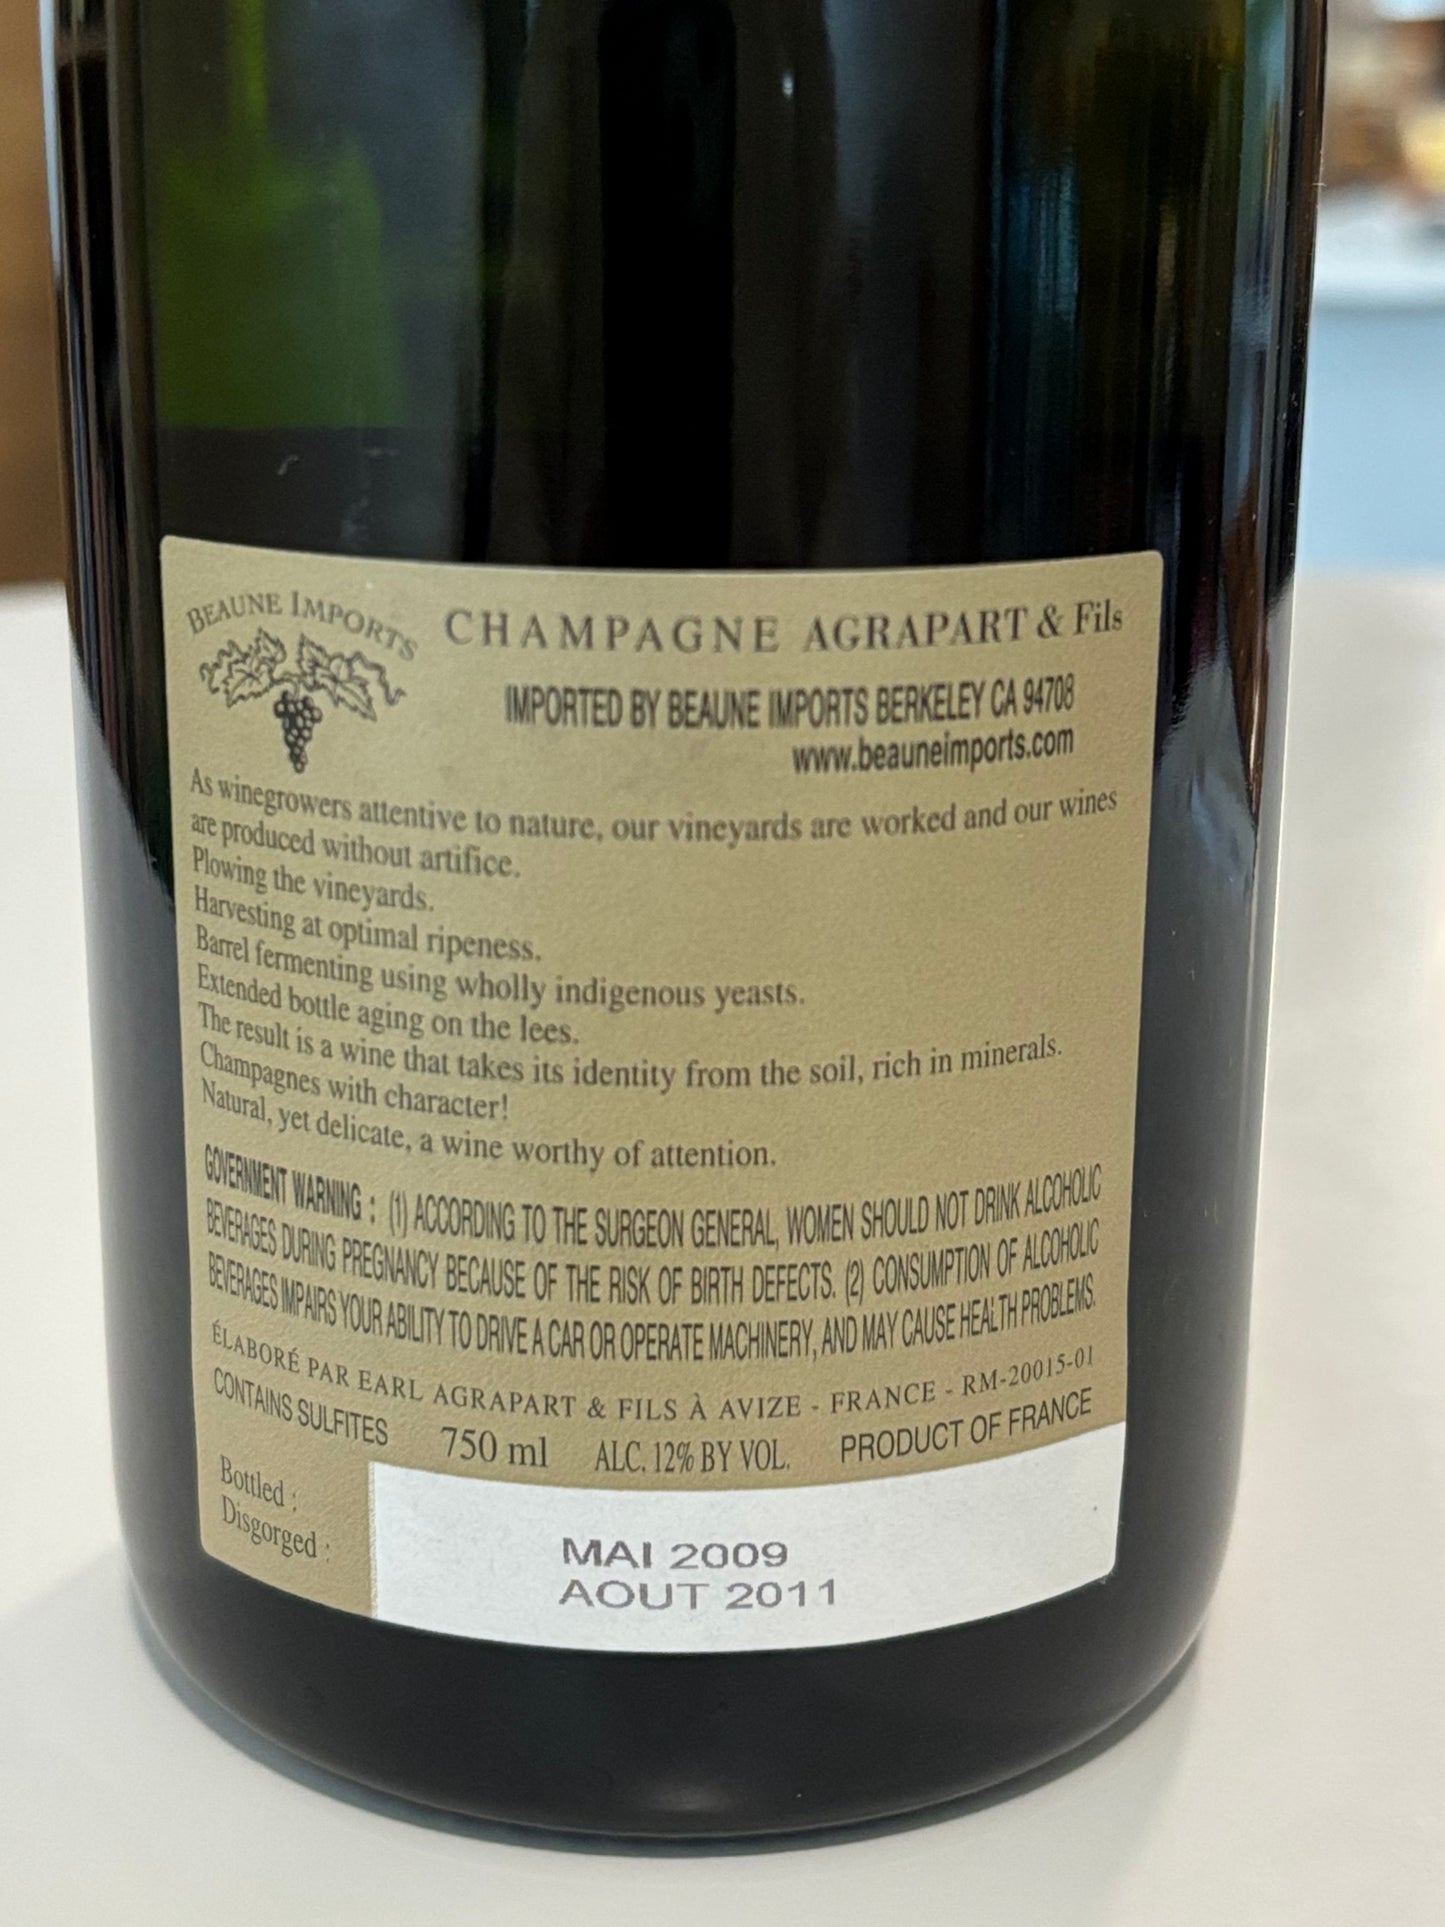 BEAUNE IMPORTS
CHAMPAGNE AGRAPART & Fils
IMPORTED BY BEAUNE IMPORTS BERKELEY CA 94708
www.beauneimports.com
As winegrowers attentive to nature, our vineyards are worked and our wines
are produced without artifice.
Plowing the vineyards.
Harvesting at optimal ripeness.
Barrel fermenting using wholly indigenous yeasts.
Extended bottle aging on the lees.
The result is a wine that takes its identity from the soil, rich in minerals.
Champagnes with character!
Natural, yet delicate, a wine worthy of attention.
GOVERNMENT WARNING : (1) ACCORDING TO THE SURGEON GENERAL, WOMEN SHOULD NOT DRINK ALCOHOLIC
BEVERAGES DURING PREGNANCY BECAUSE OF THE RISK OF BIRTH DEFECTS. (2) CONSUMPTION OF ALCOHOLIC
BEVERAGES IMPAIRS YOUR ABILITY TO DRIVE A CAR OR OPERATE MACHINERY, AND MAY CAUSE HEALTH PROBLEMS.
ÉLABORÉ PAR EARL AGRAPART & FILS À AVIZE - FRANCE - RM-20015-01
CONTAINS SULFITES 750 ml ALC. 12% BY VOL. PRODUCT OF FRANCE
Bottled : MAI 2009
Disgorged : AOUT 2011